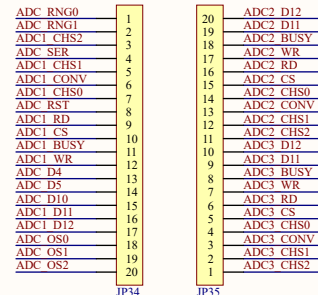 ADC RNG0 1 20 ADC2 D12
ADC RNG1 2 19 ADC2 D11
ADC1 CHS2 3 18 ADC2 BUSY
ADC SER 4 17 ADC2 WR
ADC1 CHS1 5 16 ADC2 RD
ADC1 CONV 6 15 ADC2 CS
ADC1 CHS0 7 14 ADC2 CHS0
ADC RST 8 13 ADC2 CONV
ADC1 RD 9 12 ADC2 CHS1
ADC1 CS 10 11 ADC2 CHS2
ADC1 BUSY 11 10 ADC3 D12
ADC1 WR 12 9 ADC3 D11
ADC D4 13 8 ADC3 BUSY
ADC D5 14 7 ADC3 WR
ADC D10 15 6 ADC3 RD
ADC1 D11 16 5 ADC3 CS
ADC1 D12 17 4 ADC3 CHS0
ADC OS0 18 3 ADC3 CONV
ADC OS1 19 2 ADC3 CHS1
ADC OS2 20 1 ADC3 CHS2
JP34 JP35